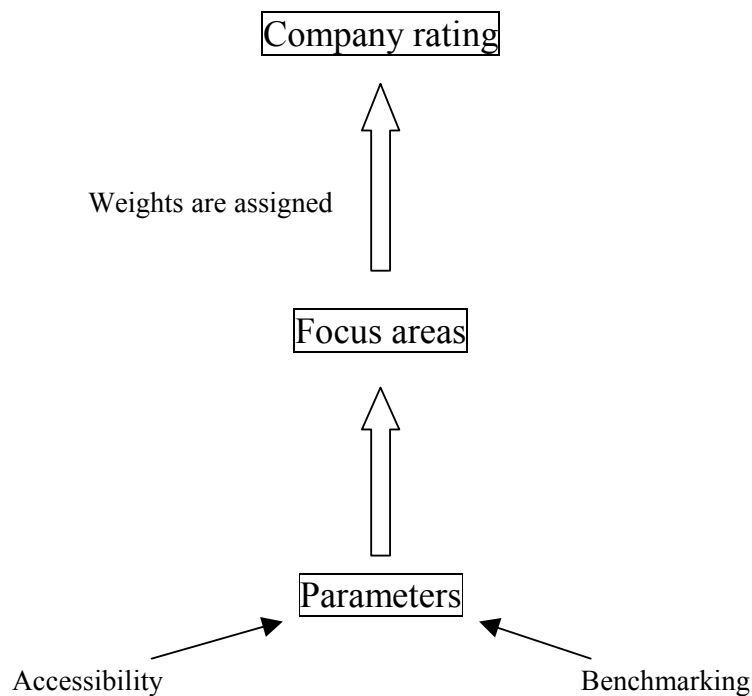 Company rating
Weights are assigned
Focus areas
Parameters
Accessibility
Benchmarking